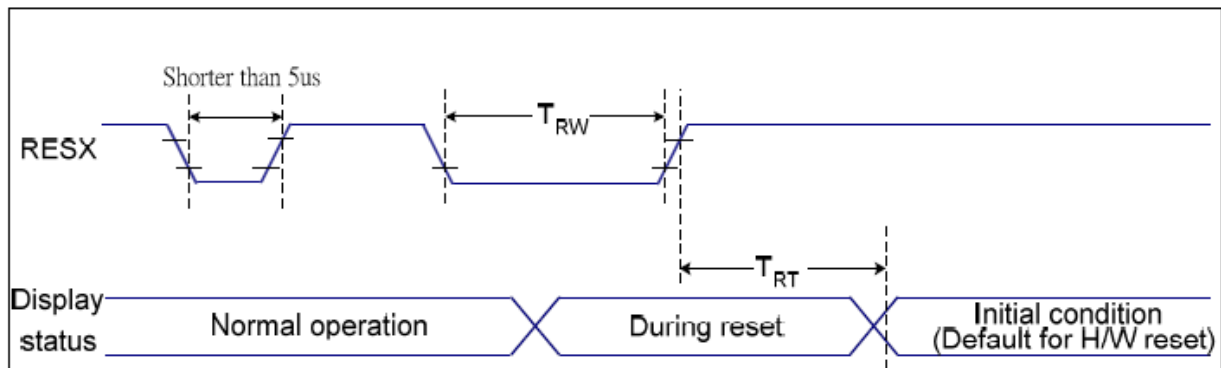 Shorter than 5us
RESX
TRW
TRT
Display
status
Normal operation
During reset
Initial condition
(Default for H/W reset)